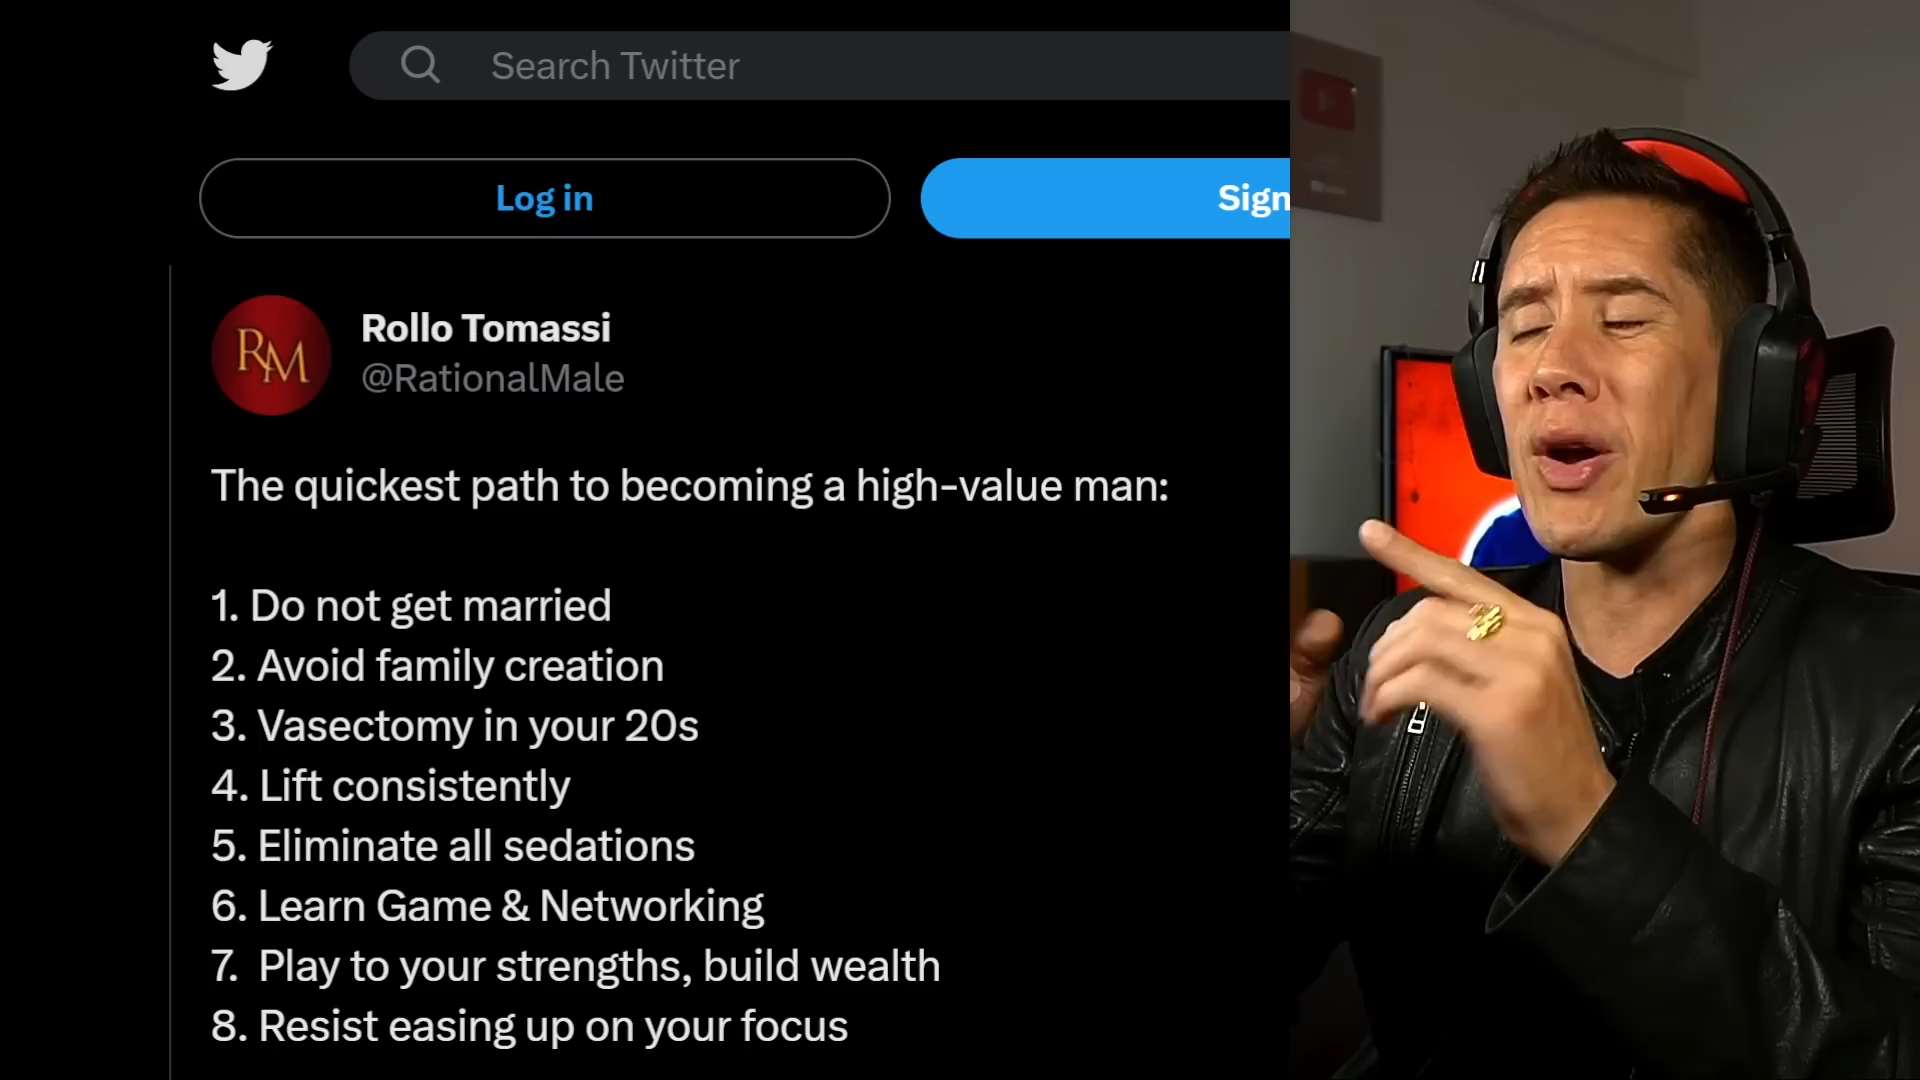 Search Twitter
Log in
Sign
RM
Rollo Tomassi
@RationalMale
The quickest path to becoming a high-value man:
1. Do not get married
2. Avoid family creation
3. Vasectomy in your 20s
4. Lift consistently
5. Eliminate all sedations
6. Learn Game & Networking
7. Play to your strengths, build wealth
8. Resist easing up on your focus